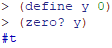 > (define y 0)
> (zero? y)
#t